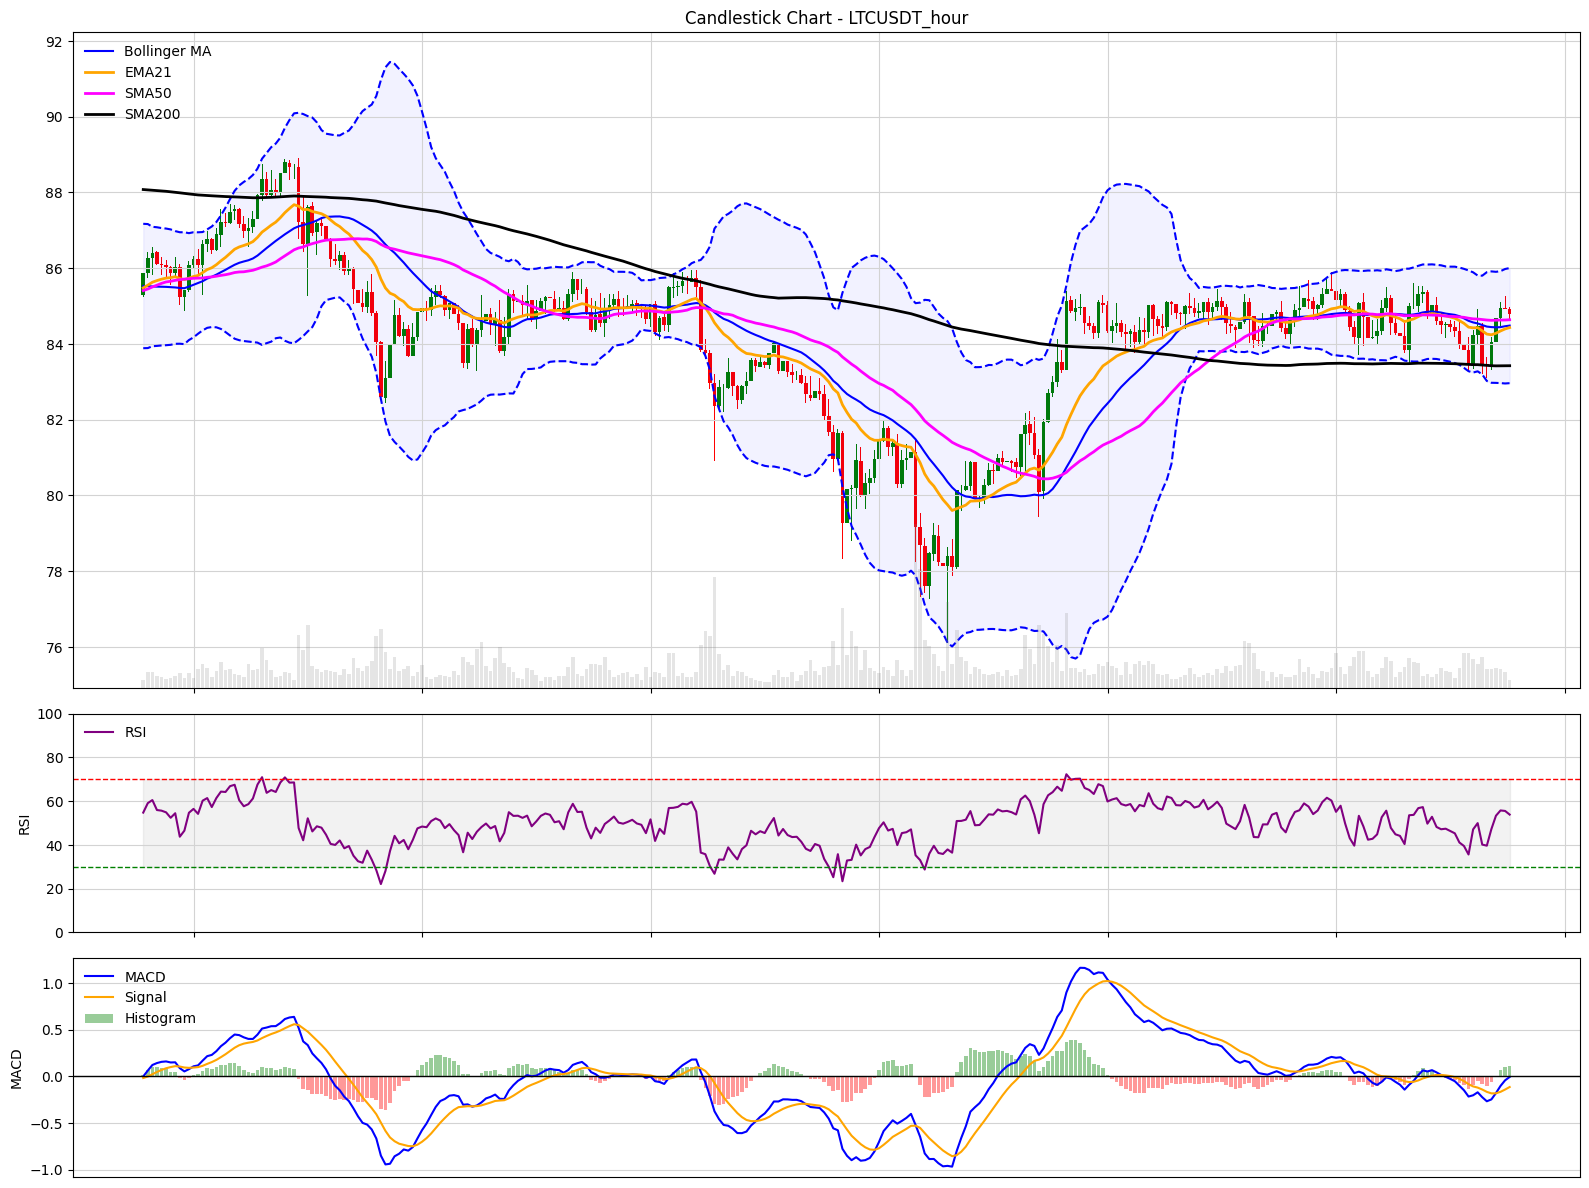 Candlestick Chart - LTCUSDT_hour
92
90
88
86
84
82
80
78
76
Bollinger MA
EMA21
SMA50
SMA200
100
80
60
40
20
0
RSI
RSI
1.0
0.5
0.0
−0.5
−1.0
MACD
MACD
Signal
Histogram